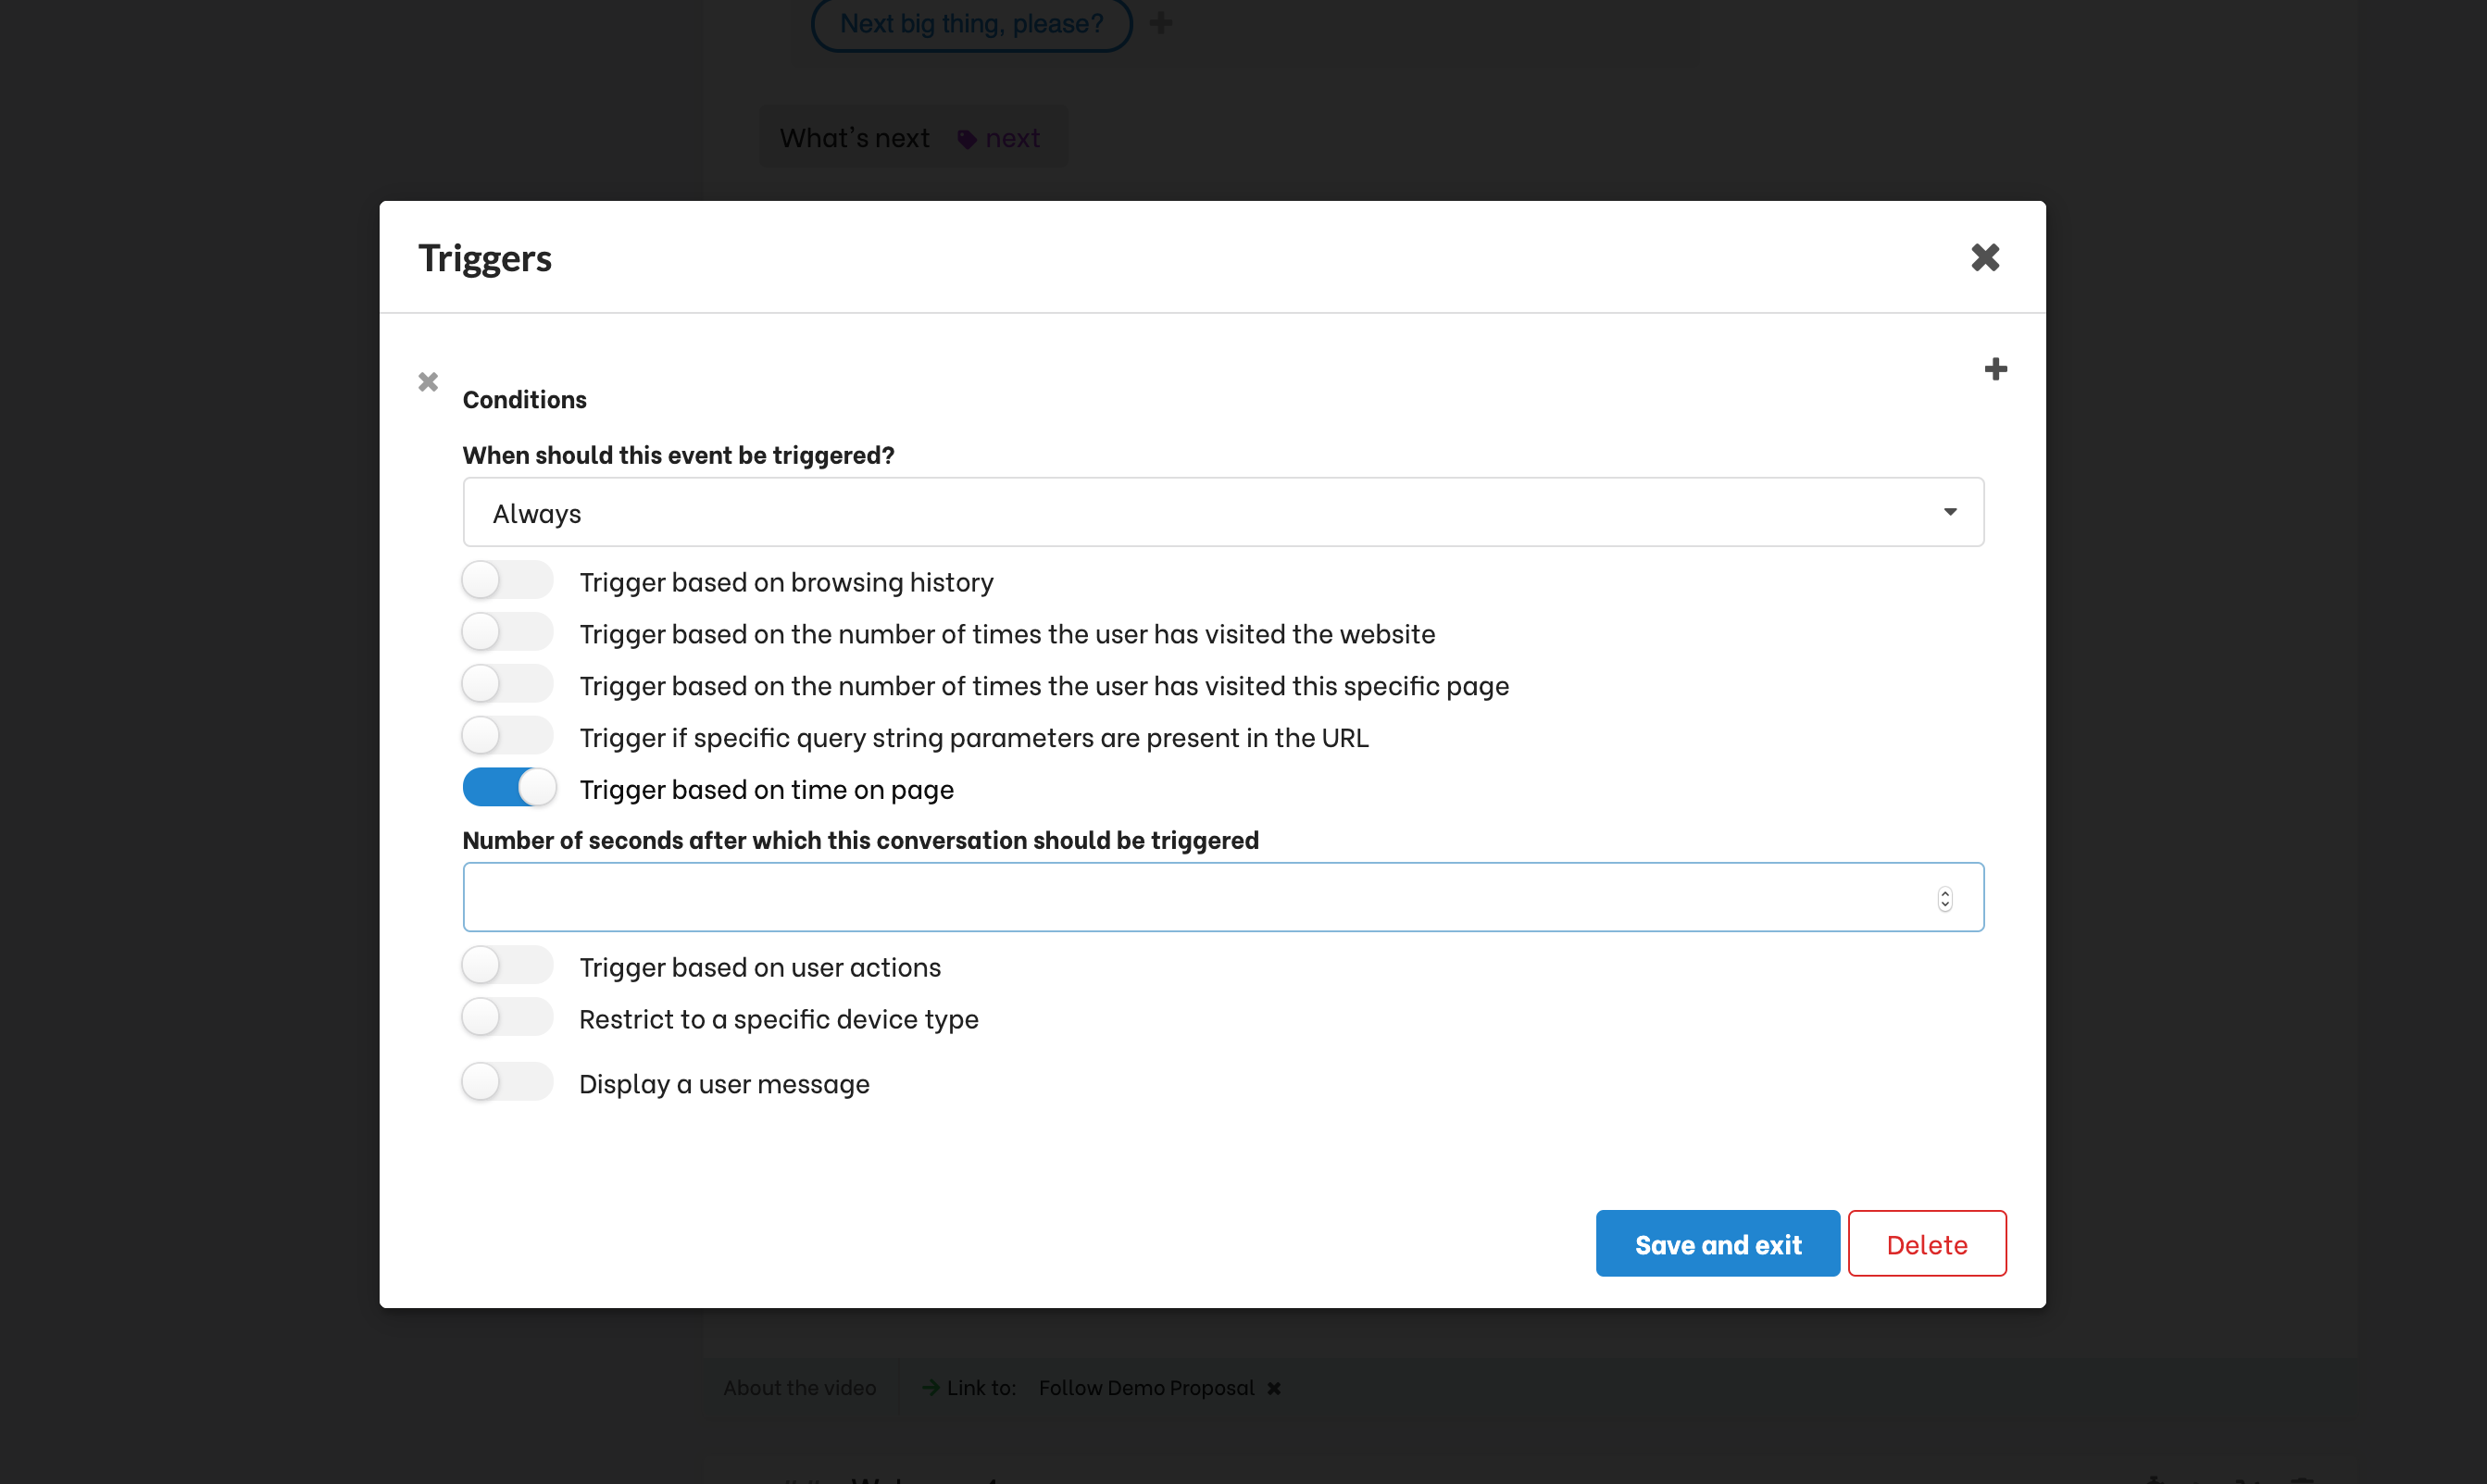 Next big thing, please?
What's next next
Triggers
Conditions
When should this event be triggered?
Always
Trigger based on browsing history
Trigger based on the number of times the user has visited the website
Trigger based on the number of times the user has visited this specific page
Trigger if specific query string parameters are present in the URL
Trigger based on time on page
Number of seconds after which this conversation should be triggered
Trigger based on user actions
Restrict to a specific device type
Display a user message
Save and exit Delete
About the video Link to: Follow Demo Proposal